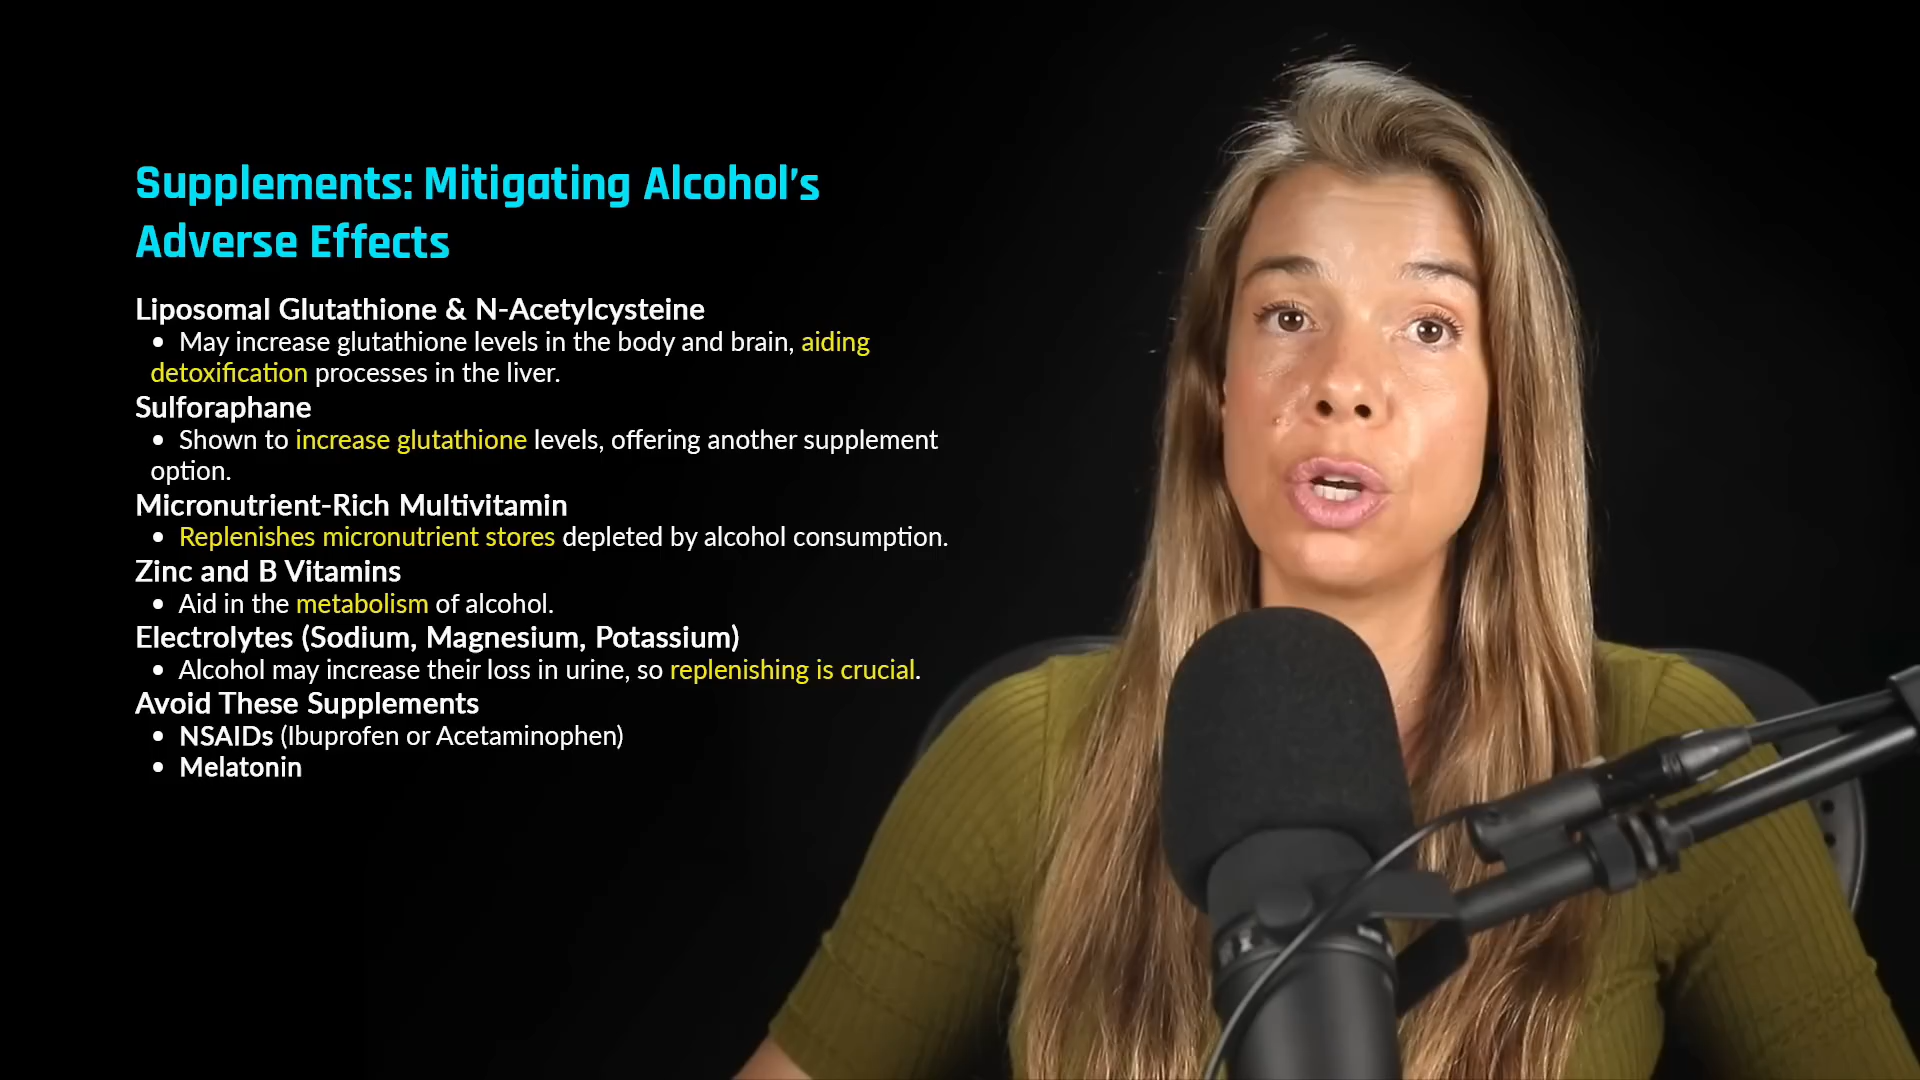 Supplements: Mitigating Alcohol's
Adverse Effects
Liposomal Glutathione & N-Acetylcysteine
• May increase glutathione levels in the body and brain, aiding
detoxification processes in the liver.
Sulforaphane
• Shown to increase glutathione levels, offering another supplement
option.
Micronutrient-Rich Multivitamin
• Replenishes micronutrient stores depleted by alcohol consumption.
Zinc and B Vitamins
• Aid in the metabolism of alcohol.
Electrolytes (Sodium, Magnesium, Potassium)
• Alcohol may increase their loss in urine, so replenishing is crucial.
Avoid These Supplements
• NSAIDs (Ibuprofen or Acetaminophen)
• Melatonin